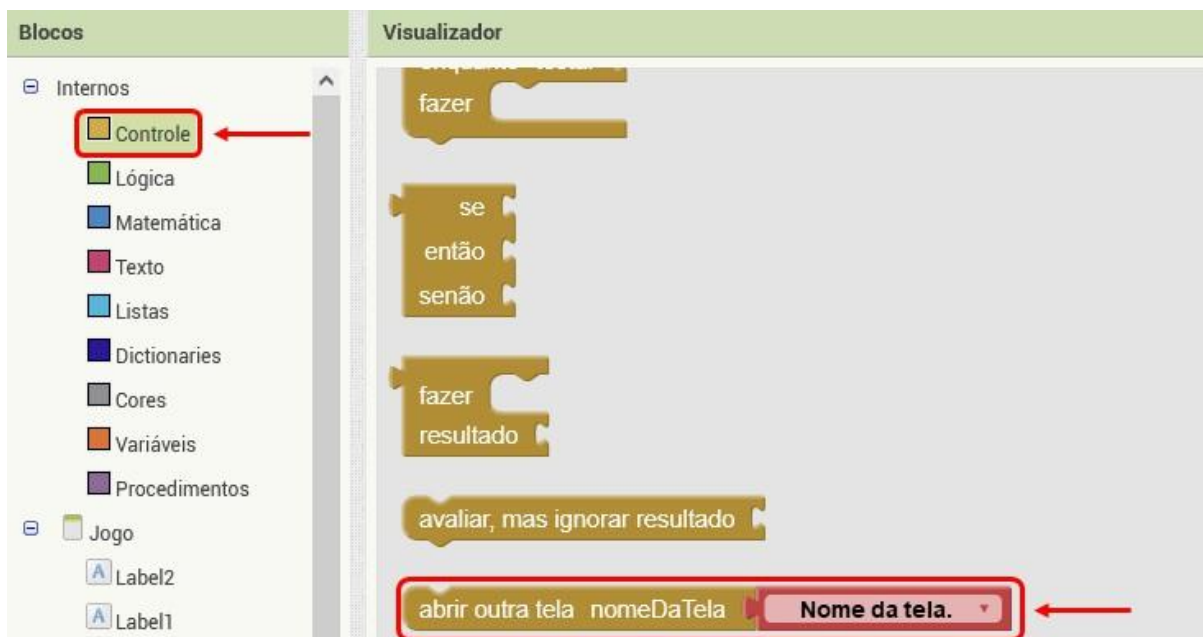 Blocos
Internos
Controle
Lógica
Matemática
Texto
Listas
Dictionaries
Cores
Variáveis
Procedimentos
Jogo
Label2
Label1
Visualizador
fazer
se
então
senão
fazer
resultado
avaliar, mas ignorar resultado
abrir outra tela nomeDaTela Nome da tela.